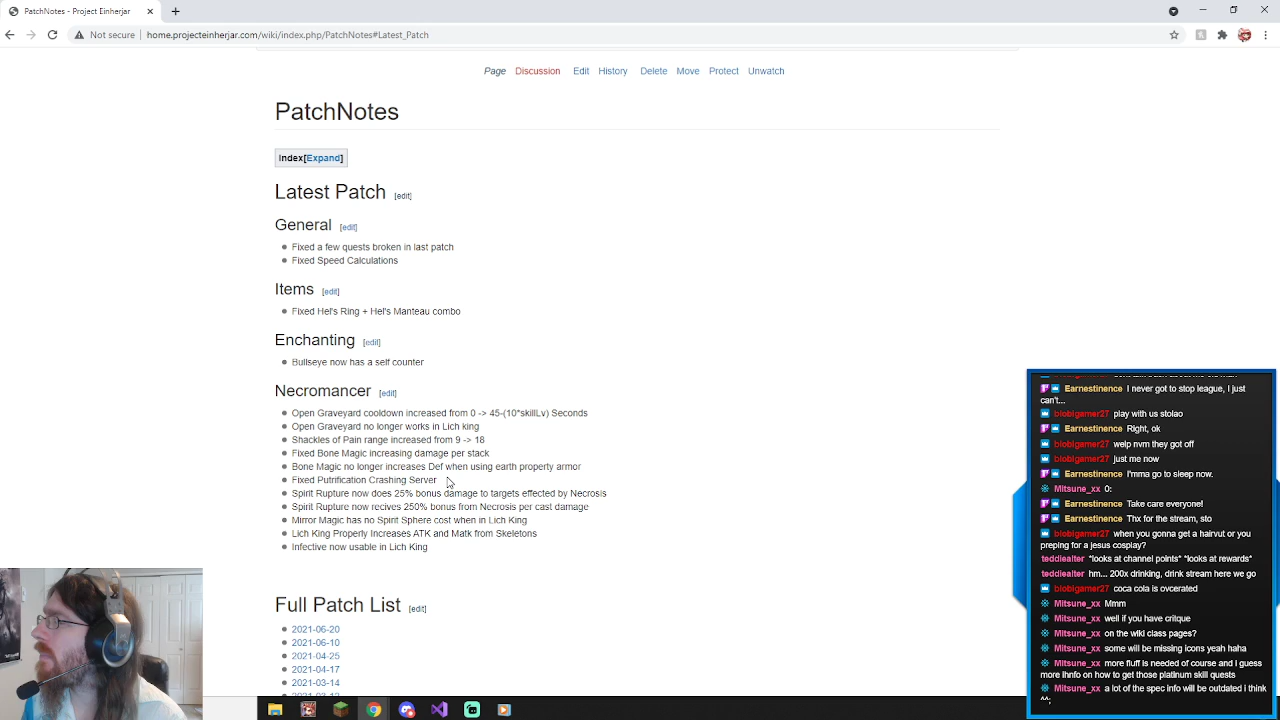 PatchNotes - Project Einherjar
Not secure | home.projecteinherjar.com/wiki/index.php/PatchNotes#Latest_Patch
Page Discussion Edit History Delete Move Protect Unwatch
PatchNotes
Index[Expand]
Latest Patch [edit]
General [edit]
Fixed a few quests broken in last patch
Fixed Speed Calculations
Items [edit]
Fixed Hel's Ring + Hel's Manteau combo
Enchanting [edit]
Bullseye now has a self counter
Necromancer [edit]
Open Graveyard cooldown increased from 0 -> 45-(10*skillLv) Seconds
Open Graveyard no longer works in Lich king
Shackles of Pain range increased from 9 -> 18
Fixed Bone Magic increasing damage per stack
Bone Magic no longer increases Def when using earth property armor
Fixed Putrification Crashing Server
Spirit Rupture now does 25% bonus damage to targets effected by Necrosis
Spirit Rupture now recives 250% bonus from Necrosis per cast damage
Mirror Magic has no Spirit Sphere cost when in Lich King
Lich King Properly Increases ATK and Matk from Skeletons
Infective now usable in Lich King
Full Patch List [edit]
2021-06-20
2021-06-10
2021-04-25
2021-04-17
2021-03-14
Earnestinence I never got to stop league, I just
can't...
blobigamer27 play with us stolao
Earnestinence Right, ok
blobigamer27 welp nvm they got off
blobigamer27 just me now
Earnestinence I'mma go to sleep now.
Mitsune_xx 0:
Earnestinence Take care everyone!
Earnestinence Thx for the stream, sto
blobigamer27 when you gonna get a hairvut or you
preping for a jesus cosplay?
teddiealter *looks at channel points* *looks at rewards*
teddiealter hm... 200x drinking, drink stream here we go
blobigamer27 coca cola is ovcerated
Mitsune_xx Mmm
Mitsune_xx well if you have critque
Mitsune_xx on the wiki class pages?
Mitsune_xx some will be missing icons yeah haha
Mitsune_xx more fluff is needed of course and I guess
more ihnfo on how to get those platinum skill quests
Mitsune_xx a lot of the spec info will be outdated i think
^^;